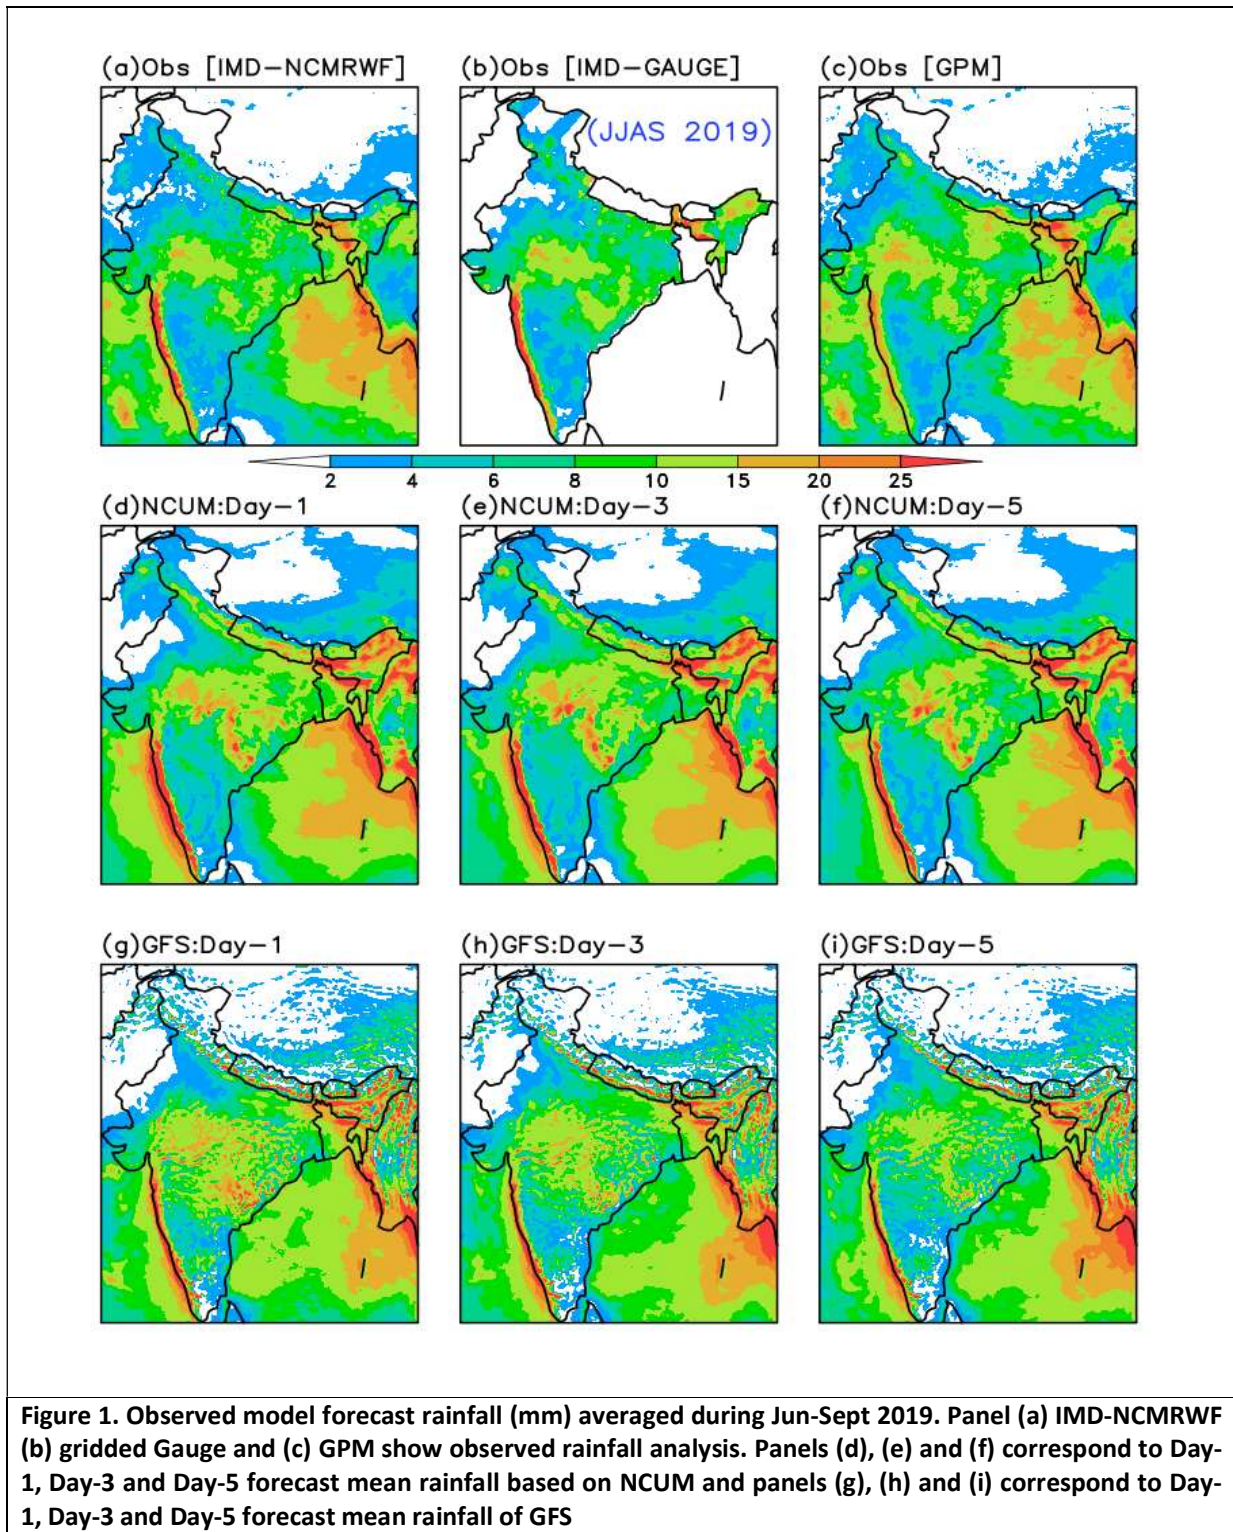 (a)Obs [IMD-NCMRWF] (b)Obs [IMD-GAUGE] (c)Obs [GPM]
(JJAS 2019)
2 4 6 8 10 15 20 25
(d)NCUM:Day-1 (e)NCUM:Day-3 (f)NCUM:Day-5
(g)GFS:Day-1 (h)GFS:Day-3 (i)GFS:Day-5
Figure 1. Observed model forecast rainfall (mm) averaged during Jun-Sept 2019. Panel (a) IMD-NCMRWF
(b) gridded Gauge and (c) GPM show observed rainfall analysis. Panels (d), (e) and (f) correspond to Day-
1, Day-3 and Day-5 forecast mean rainfall based on NCUM and panels (g), (h) and (i) correspond to Day-
1, Day-3 and Day-5 forecast mean rainfall of GFS